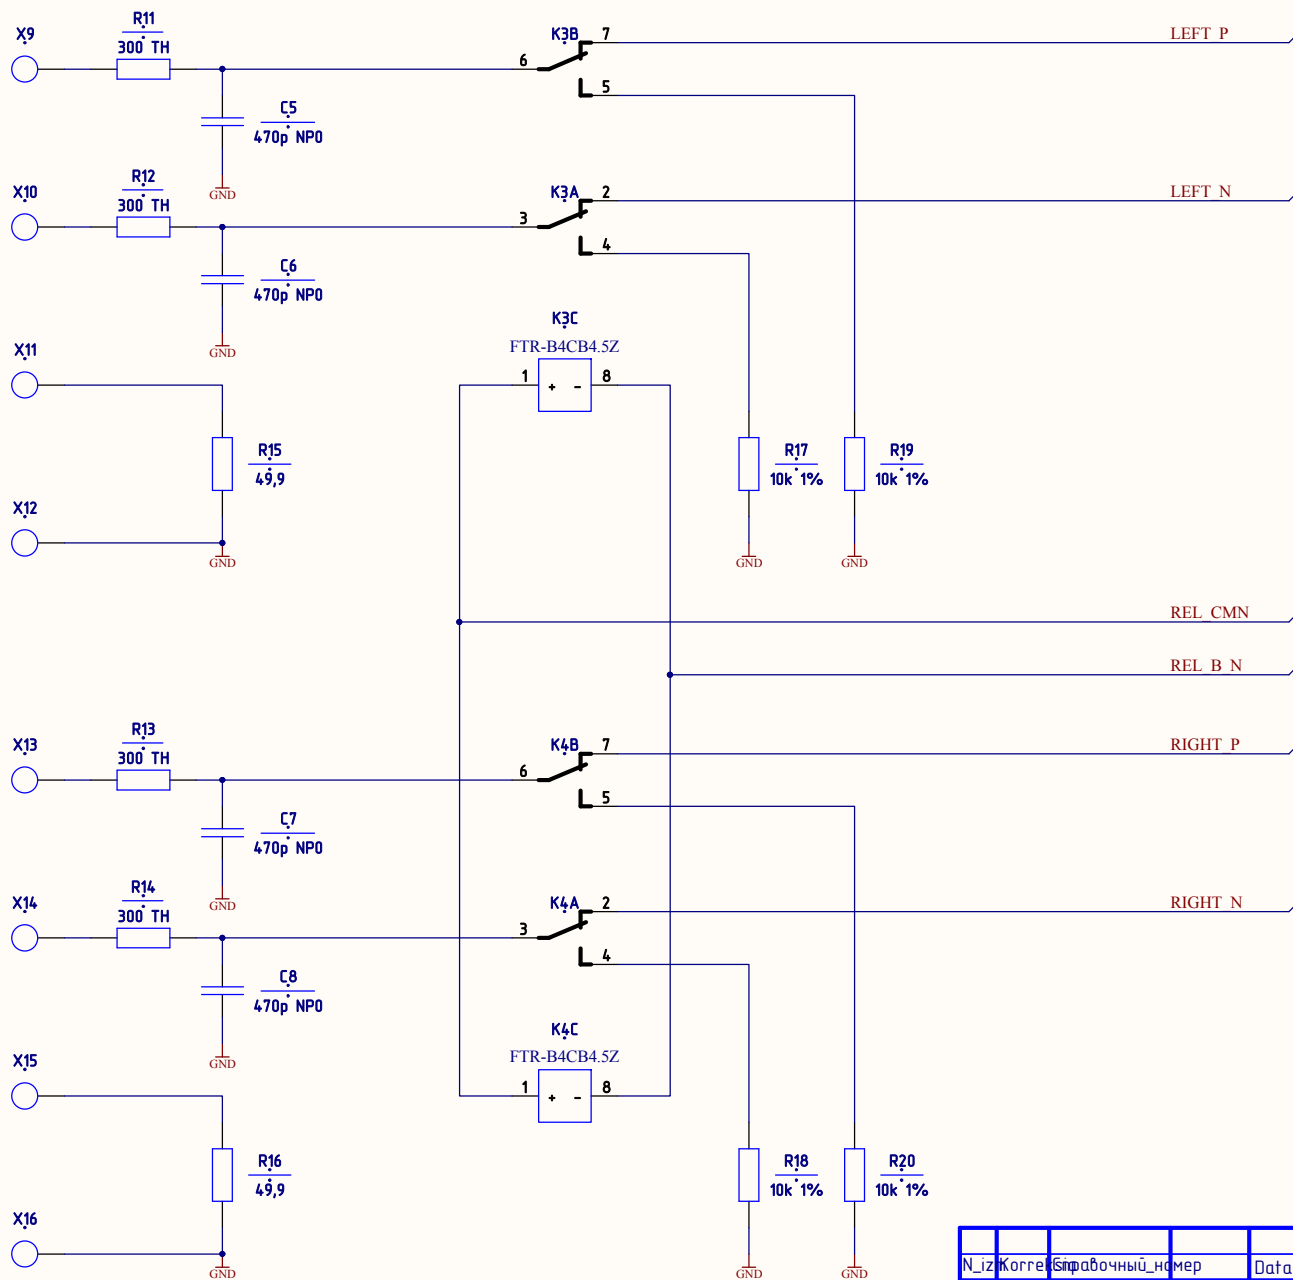 X9
R11
300 TH
C5
470p NP0
GND
K3B
6
7
5
LEFT_P
X10
R12
300 TH
C6
470p NP0
GND
K3A
3
2
4
LEFT_N
X11
K3C
FTR-B4CB4.5Z
1
+ -
8
R15
49,9
R17
10k 1%
R19
10k 1%
X12
GND
GND
GND
REL_CMN
REL_B_N
X13
R13
300 TH
C7
470p NP0
GND
K4B
6
7
5
RIGHT_P
X14
R14
300 TH
C8
470p NP0
GND
K4A
3
2
4
RIGHT_N
X15
K4C
FTR-B4CB4.5Z
1
+ -
8
R16
49,9
R18
10k 1%
R20
10k 1%
X16
GND
GND
GND
Data